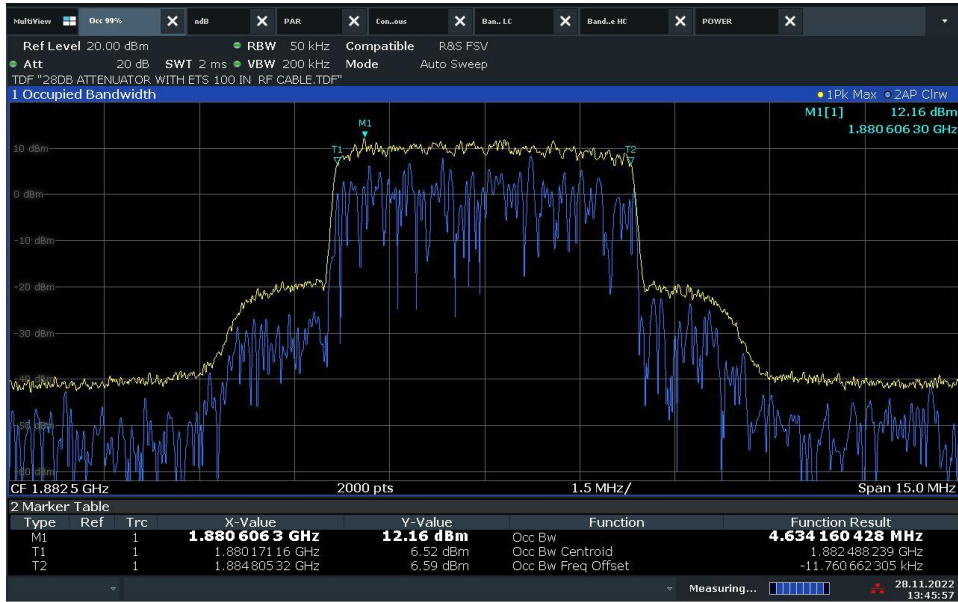 MultiView Occ 99% X ndB X PAR X Con..ous X Ban.. LC X Band..e HC X POWER X
Ref Level 20.00 dBm RBW 50 kHz Compatible R&S FSV
Att 20 dB SWT 2 ms VBW 200 kHz Mode Auto Sweep
TDF "28DB ATTENUATOR WITH ETS 100 IN RF CABLE.TDF"
1 Occupied Bandwidth 1Pk Max 2AP Clrw
M1[1] 12.16 dBm
1.880 606 30 GHz
M1
T1 T2
10 dBm
0 dBm
-10 dBm
-20 dBm
-30 dBm
-40 dBm
-50 dBm
-60 dBm
CF 1.882 5 GHz 2000 pts 1.5 MHz/ Span 15.0 MHz
2 Marker Table
Type Ref Trc X-Value Y-Value Function Function Result
M1 1 1.880 606 3 GHz 12.16 dBm Occ Bw 4.634 160 428 MHz
T1 1 1.880 171 16 GHz 6.52 dBm Occ Bw Centroid 1.882 488 239 GHz
T2 1 1.884 805 32 GHz 6.59 dBm Occ Bw Freq Offset -11.760 662 305 kHz
Measuring... 28.11.2022
13:45:57